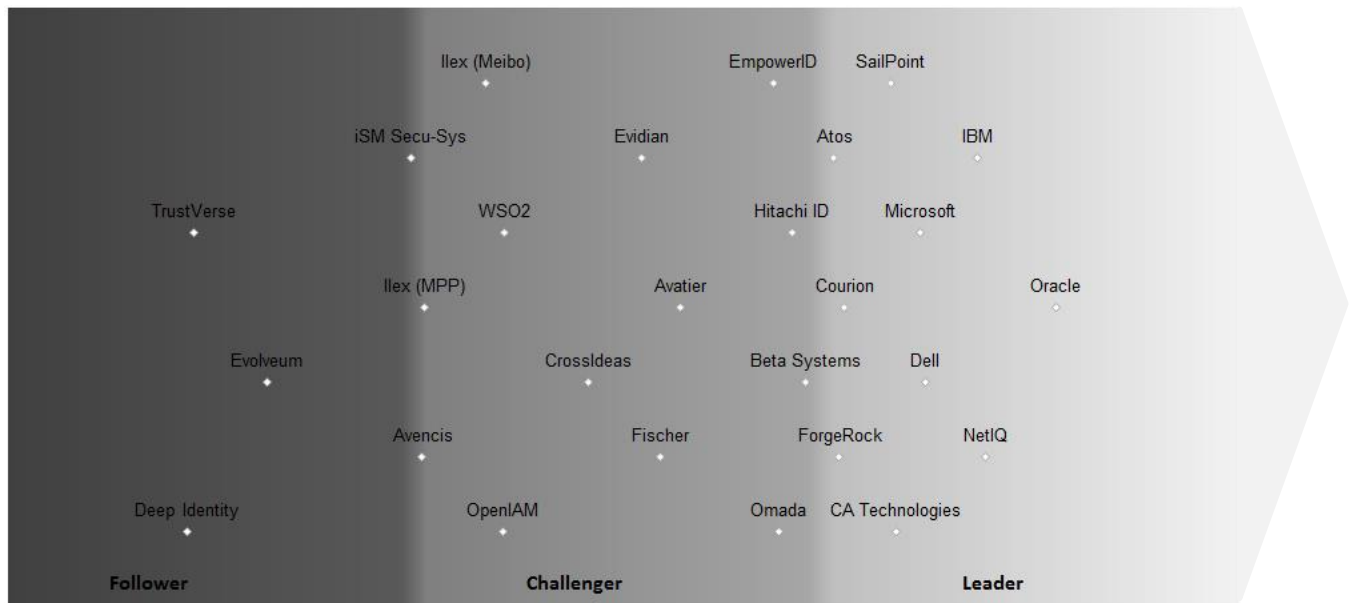 Ilex (Meibo) EmpowerID SailPoint
iSM Secu-Sys Evidian Atos IBM
TrustVerse WSO2 Hitachi ID Microsoft
Ilex (MPP) Avatier Courion Oracle
Evolveum CrossIdeas Beta Systems Dell
Avencis Fischer ForgeRock NetIQ
Deep Identity OpenIAM Omada CA Technologies
Follower Challenger Leader